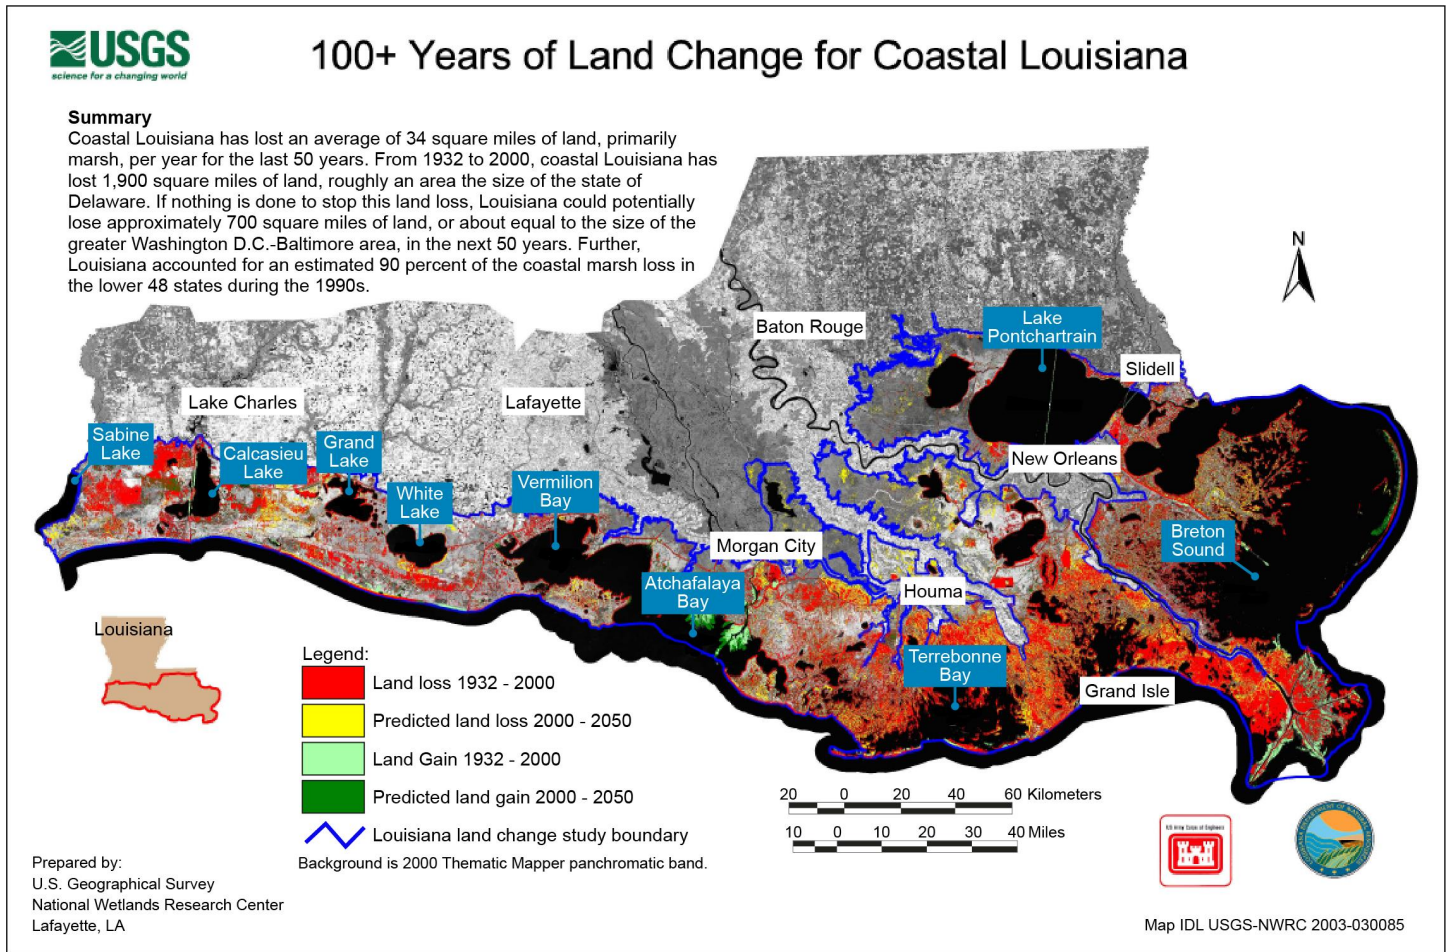 USGS
science for a changing world
100+ Years of Land Change for Coastal Louisiana
Summary
Coastal Louisiana has lost an average of 34 square miles of land, primarily
marsh, per year for the last 50 years. From 1932 to 2000, coastal Louisiana has
lost 1,900 square miles of land, roughly an area the size of the state of
Delaware. If nothing is done to stop this land loss, Louisiana could potentially
lose approximately 700 square miles of land, or about equal to the size of the
greater Washington D.C.-Baltimore area, in the next 50 years. Further,
Louisiana accounted for an estimated 90 percent of the coastal marsh loss in
the lower 48 states during the 1990s.
N
Baton Rouge
Lake
Pontchartrain
Slidell
Lake Charles
Lafayette
Sabine
Lake
Calcasieu
Lake
Grand
Lake
White
Lake
Vermilion
Bay
New Orleans
Morgan City
Breton
Sound
Atchafalaya
Bay
Houma
Terrebonne
Bay
Grand Isle
Louisiana
Legend:
Land loss 1932 - 2000
Predicted land loss 2000 - 2050
Land Gain 1932 - 2000
Predicted land gain 2000 - 2050
Louisiana land change study boundary
Background is 2000 Thematic Mapper panchromatic band.
20 0 20 40 60 Kilometers
10 0 10 20 30 40 Miles
US Army Corps of Engineers
Prepared by:
U.S. Geological Survey
National Wetlands Research Center
Lafayette, LA
Map IDL USGS-NWRC 2003-030085